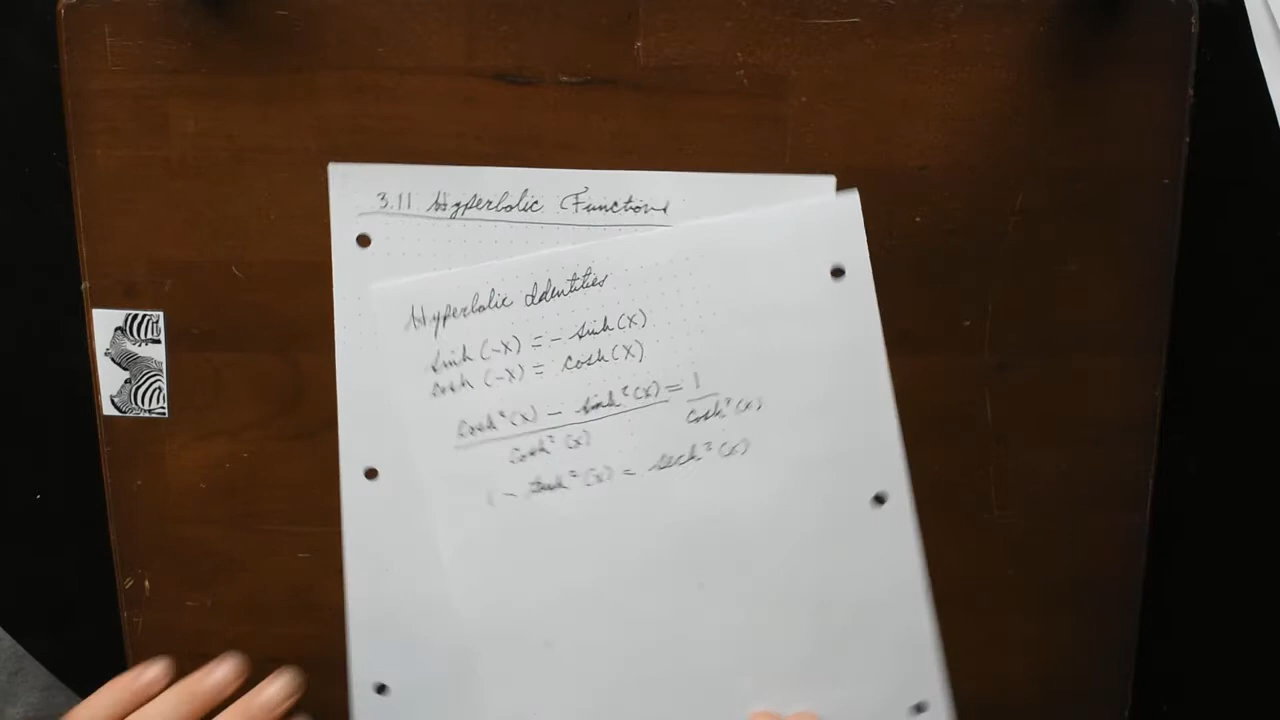 3.11 Hyperbolic Functions
Hyperbolic Identities
sinh (-x) = - sinh (x)
cosh (-x) = cosh (x)
cosh²(x) - sinh²(x) = 1
cosh²(x) cosh²(x)
1 - tanh²(x) = sech²(x)